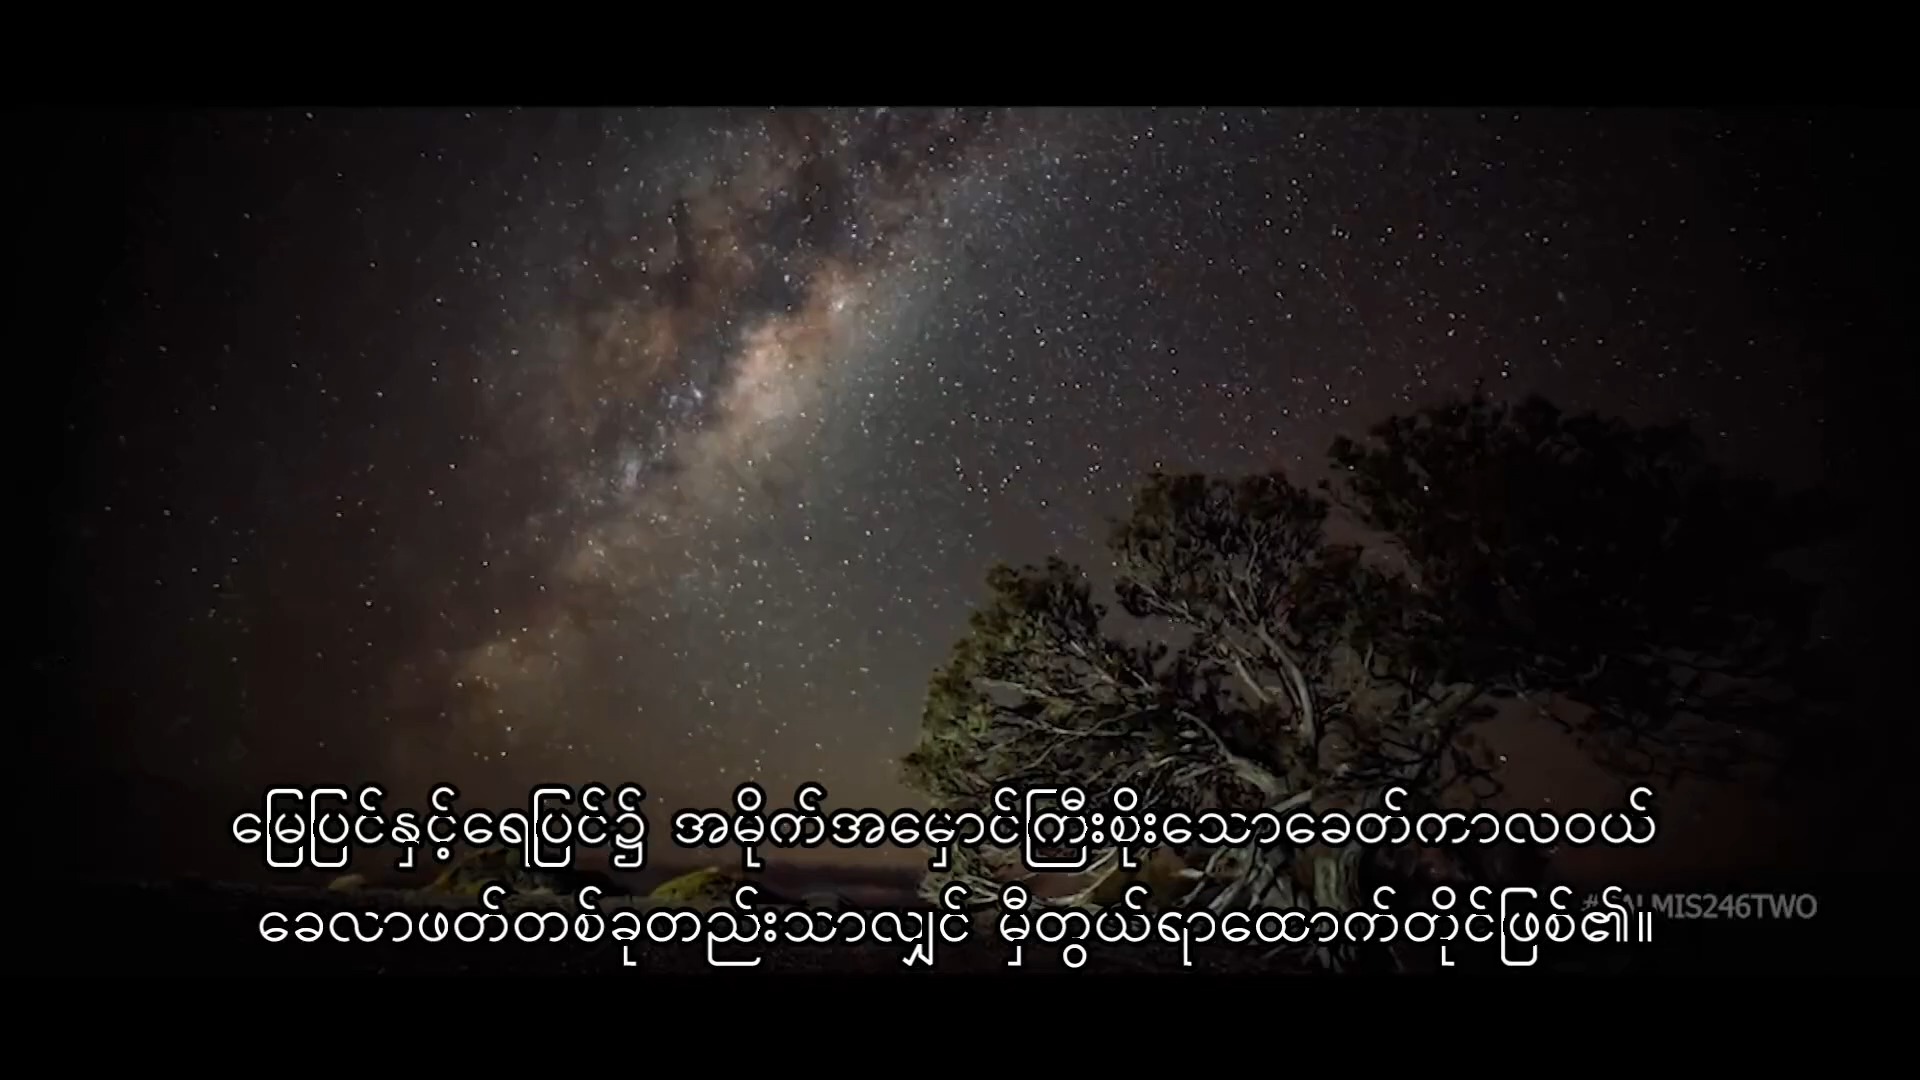 မြေပြင်နှင့်ရေပြင်၌ အမိုက်အမှောင်ကြီးစိုးသောခေတ်ကာလဝယ်
ခေလာဖတ်တစ်ခုတည်းသာလျှင် မှီတွယ်ရာထောက်တိုင်ဖြစ်၏။